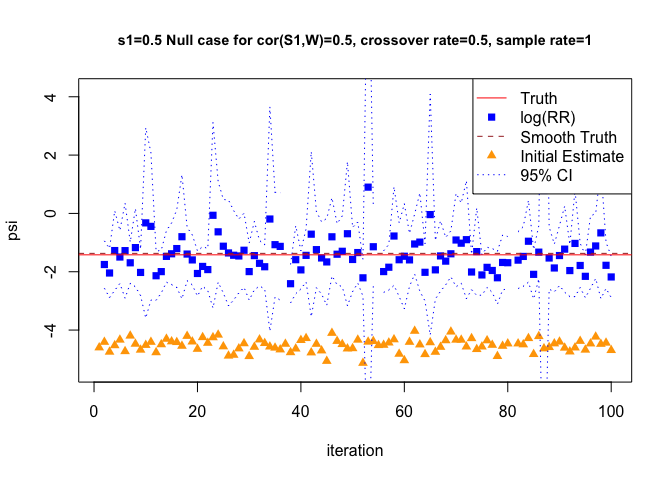 s1=0.5 Null case for cor(S1,W)=0.5, crossover rate=0.5, sample rate=1
Truth
log(RR)
Smooth Truth
Initial Estimate
95% CI
psi
4
2
0
-2
-4
0 20 40 60 80 100
iteration